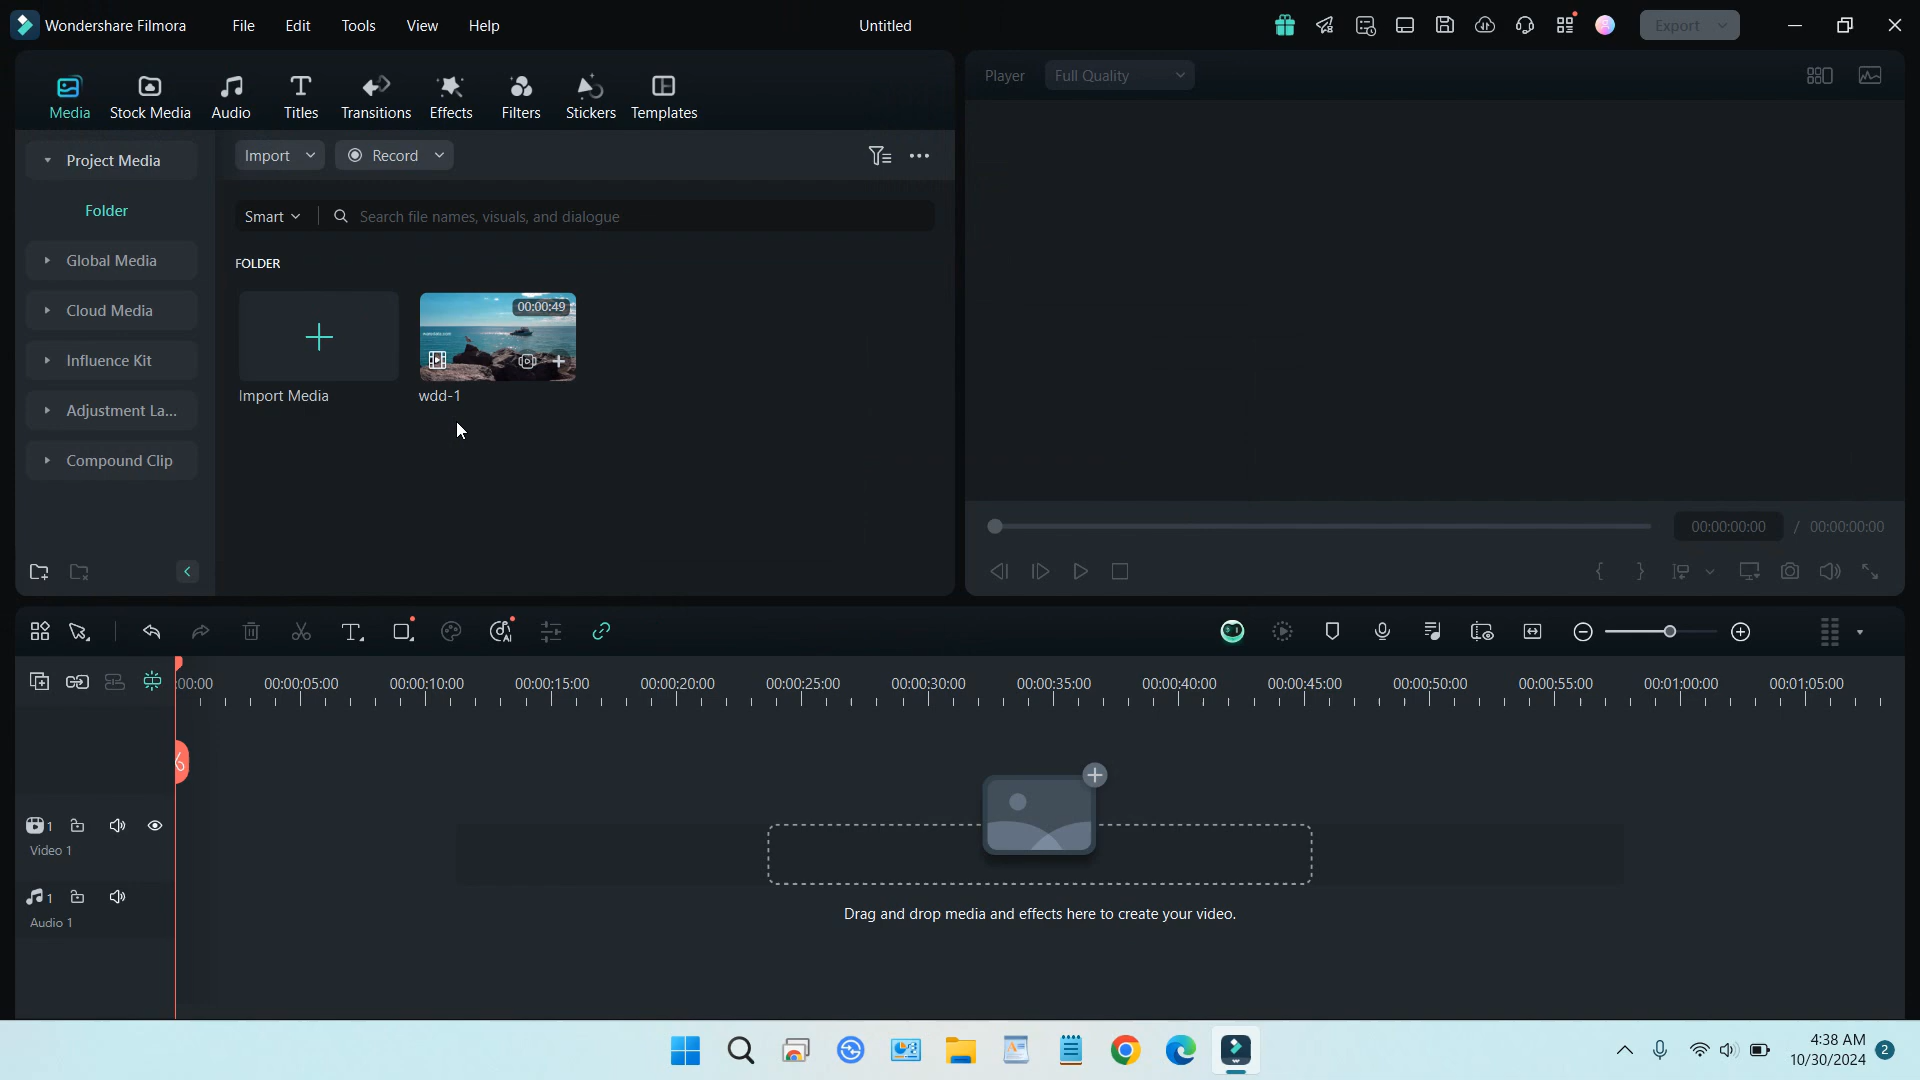 Wondershare Filmora File Edit Tools View Help Untitled Export
Media Stock Media Audio Titles Transitions Effects Filters Stickers Templates
Player Full Quality
Project Media
Folder
Global Media
Cloud Media
Influence Kit
Adjustment La...
Compound Clip
Import Record
Smart Search file names, visuals, and dialogue
FOLDER
00:00:49
Import Media wdd-1
00:00:00:00 / 00:00:00:00
:00:00 00:00:05:00 00:00:10:00 00:00:15:00 00:00:20:00 00:00:25:00 00:00:30:00 00:00:35:00 00:00:40:00 00:00:45:00 00:00:50:00 00:00:55:00 00:01:00:00 00:01:05:00
1
Video 1
1
Audio 1
Drag and drop media and effects here to create your video.
4:38 AM
10/30/2024 2